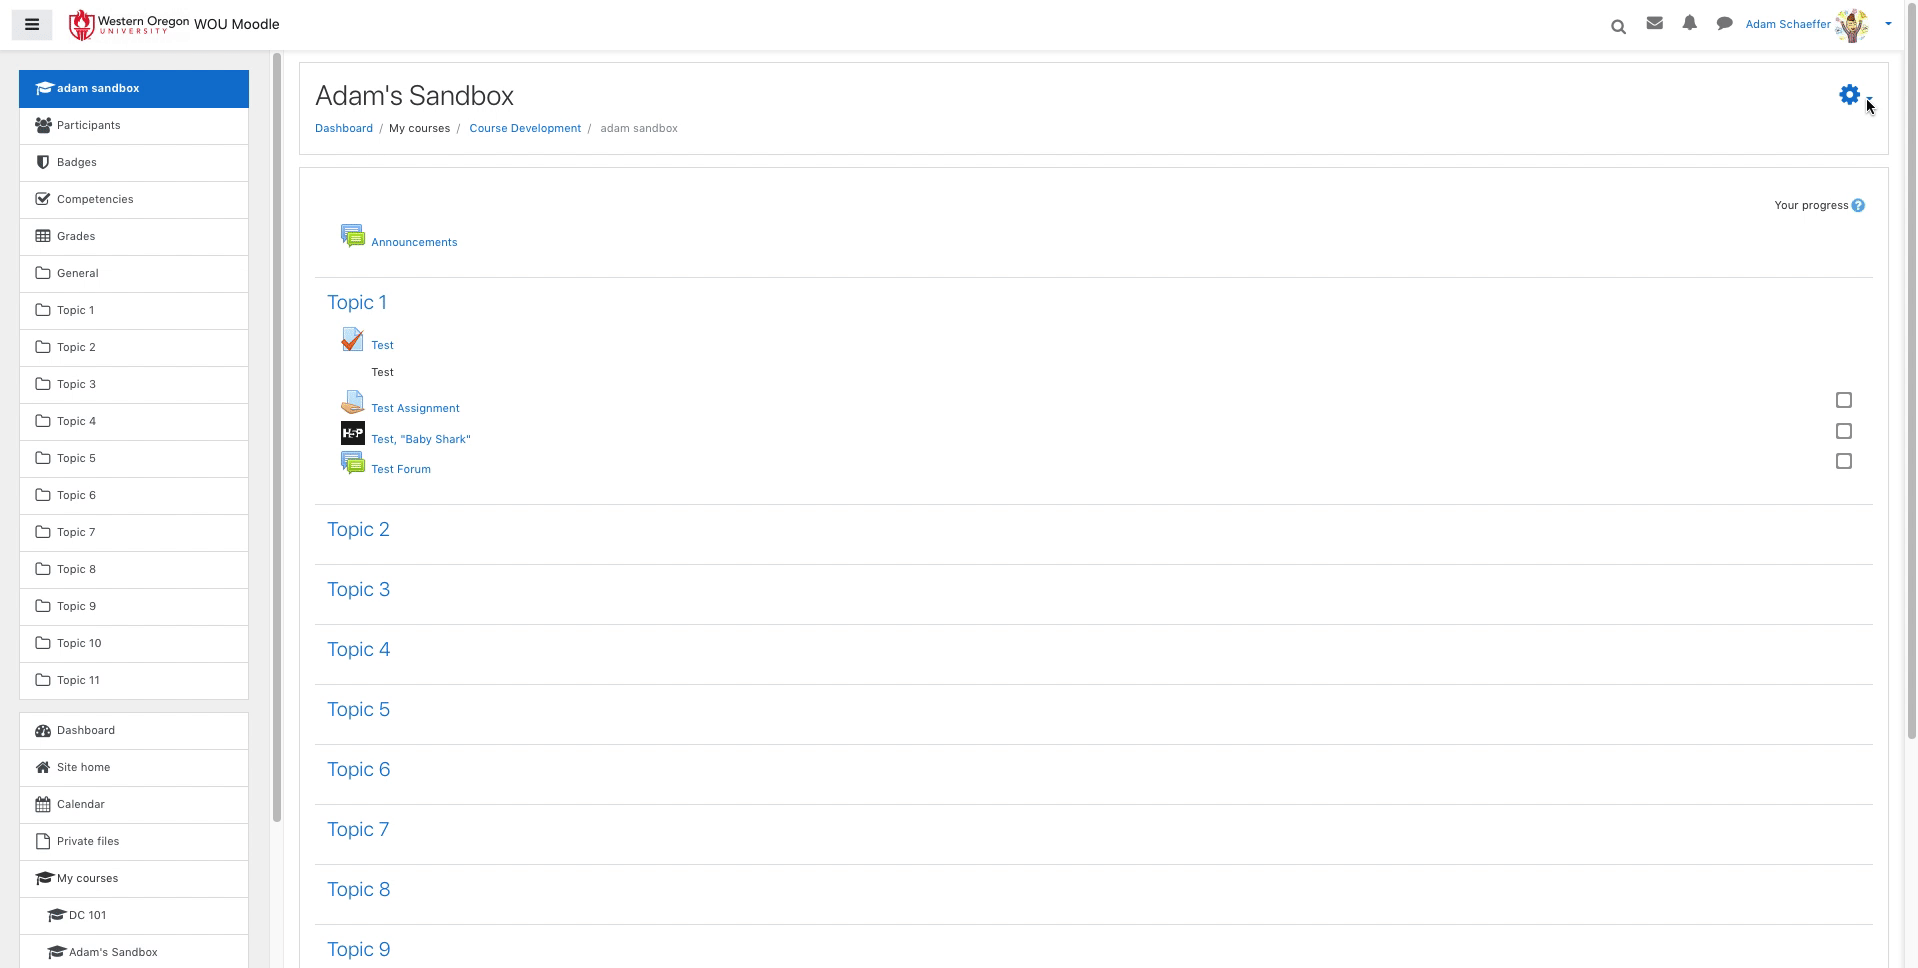 Western Oregon
UNIVERSITY
WOU Moodle
Adam Schaeffer
adam sandbox
Participants
Badges
Competencies
Grades
General
Topic 1
Topic 2
Topic 3
Topic 4
Topic 5
Topic 6
Topic 7
Topic 8
Topic 9
Topic 10
Topic 11
Dashboard
Site home
Calendar
Private files
My courses
DC 101
Adam's Sandbox
Adam's Sandbox
Dashboard / My courses / Course Development / adam sandbox
Your progress ?
Announcements
Topic 1
Test
Test
Test Assignment
H5P Test, "Baby Shark"
Test Forum
Topic 2
Topic 3
Topic 4
Topic 5
Topic 6
Topic 7
Topic 8
Topic 9